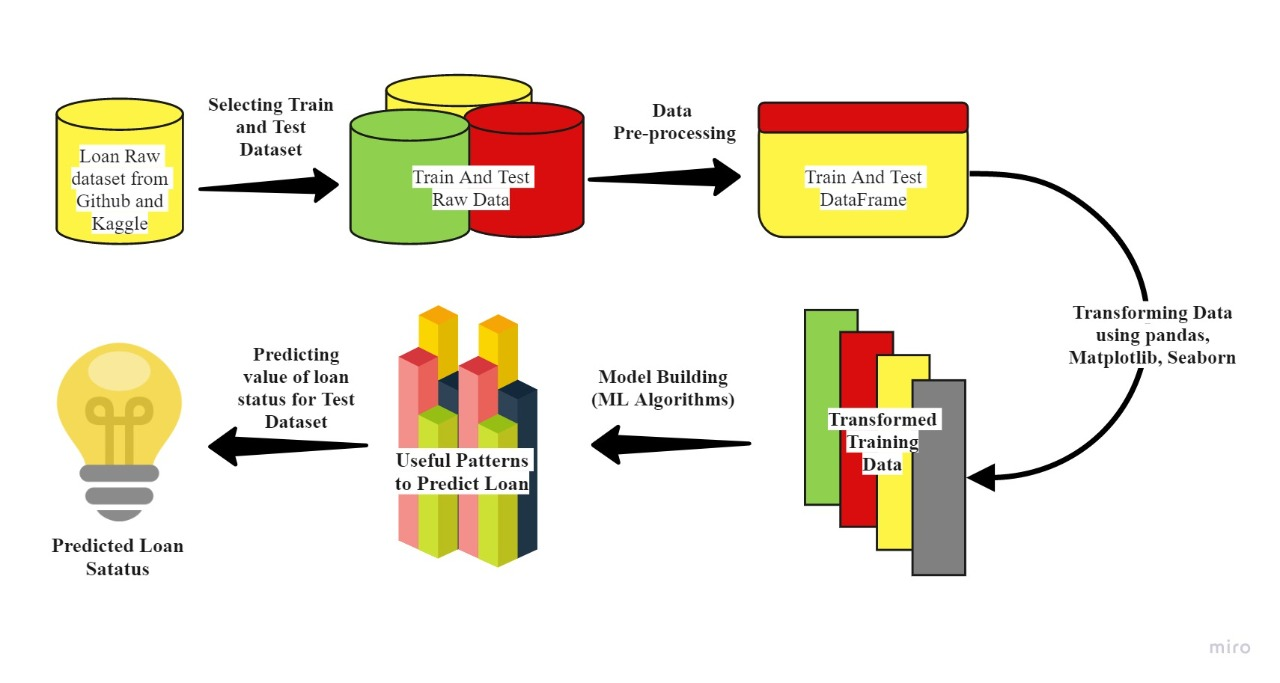 Selecting Train
and Test
Dataset
Data
Pre-processing
Loan Raw
dataset from
Github and
Kaggle
Train And Test
Raw Data
Train And Test
DataFrame
Transforming Data
using pandas,
Matplotlib, Seaborn
Transformed
Training
Data
Model Building
(ML Algorithms)
Useful Patterns
to Predict Loan
Predicting
value of loan
status for Test
Dataset
Predicted Loan
Satatus
miro